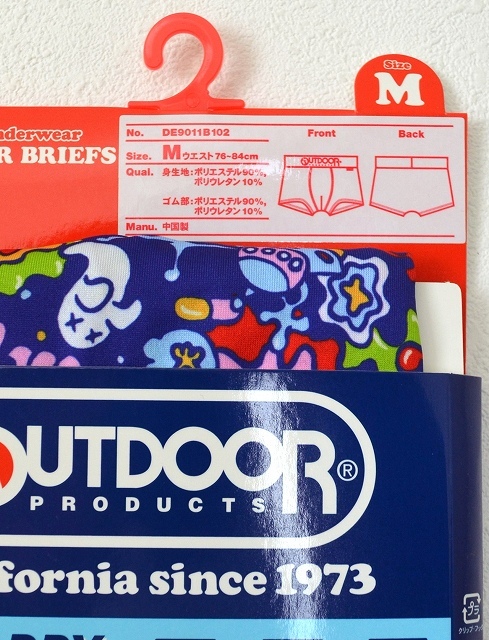 Size
M
nderwear
R BRIEFS
No. DE9011B102 Front Back
Size. Mウエスト76~84cm
Qual. 身生地:ポリエステル90%,
ポリウレタン10%
ゴム部:ポリエステル90%,
ポリウレタン10%
Manu. 中国製
OUTDOOR
OUTDOOR®
PRODUCTS
fornia since 1973
プラ